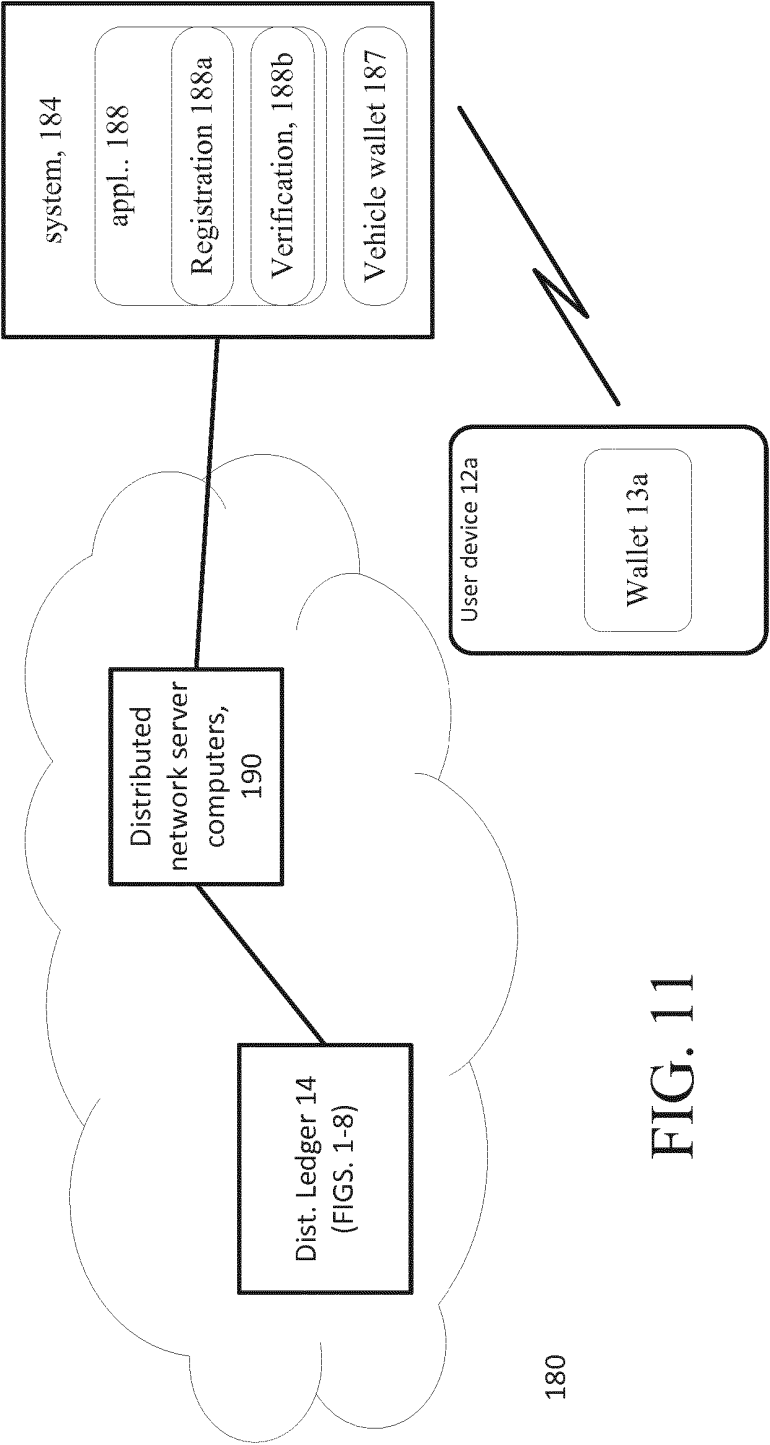 system, 184
appl.. 188
Registration 188a
Verification, 188b
Vehicle wallet 187
Distributed
network server
computers,
190
User device 12a
Wallet 13a
Dist. Ledger 14
(FIGS. 1-8)
180
FIG. 11